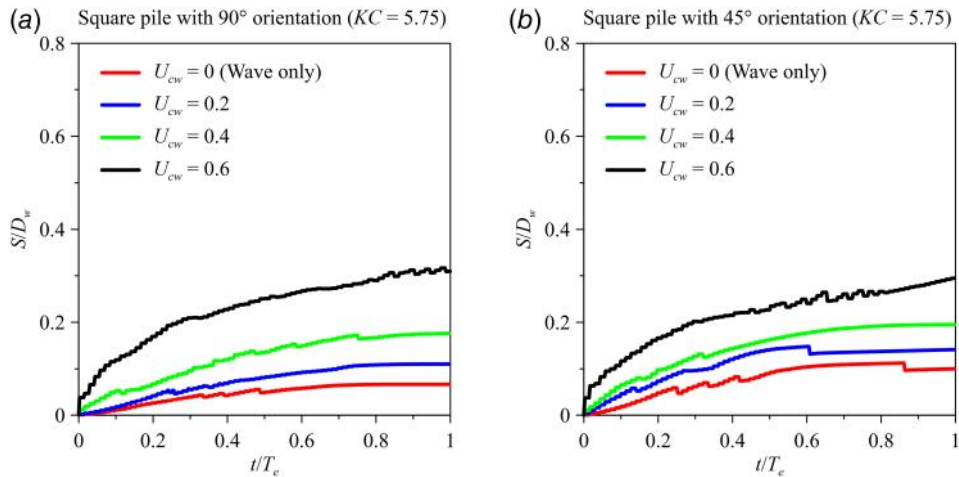 (a) Square pile with 90° orientation (KC = 5.75)
0.8
0.6
0.4
0.2
0
S/D_w
U_cw = 0 (Wave only)
U_cw = 0.2
U_cw = 0.4
U_cw = 0.6
0 0.2 0.4 0.6 0.8 1
t/T_e
(b) Square pile with 45° orientation (KC = 5.75)
0.8
0.6
0.4
0.2
0
S/D_w
U_cw = 0 (Wave only)
U_cw = 0.2
U_cw = 0.4
U_cw = 0.6
0 0.2 0.4 0.6 0.8 1
t/T_e